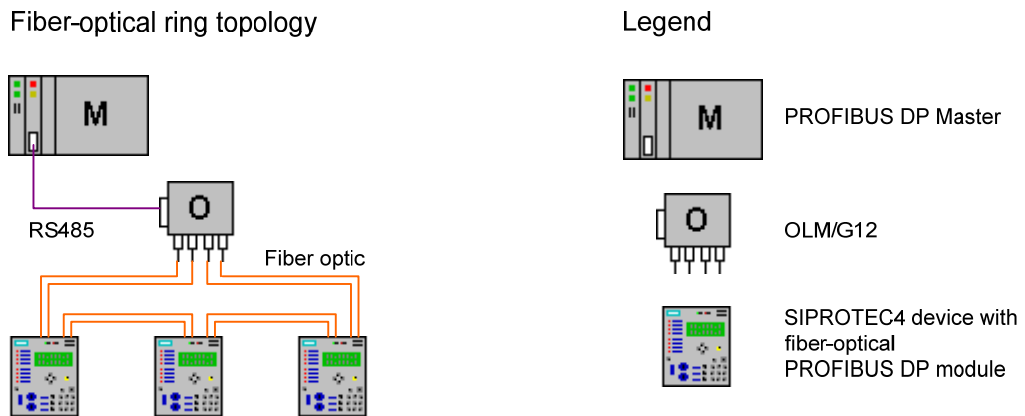 Fiber-optical ring topology
Legend
M
M
PROFIBUS DP Master
O
RS485
Fiber optic
O
OLM/G12
SIPROTEC4 device with
fiber-optical
PROFIBUS DP module